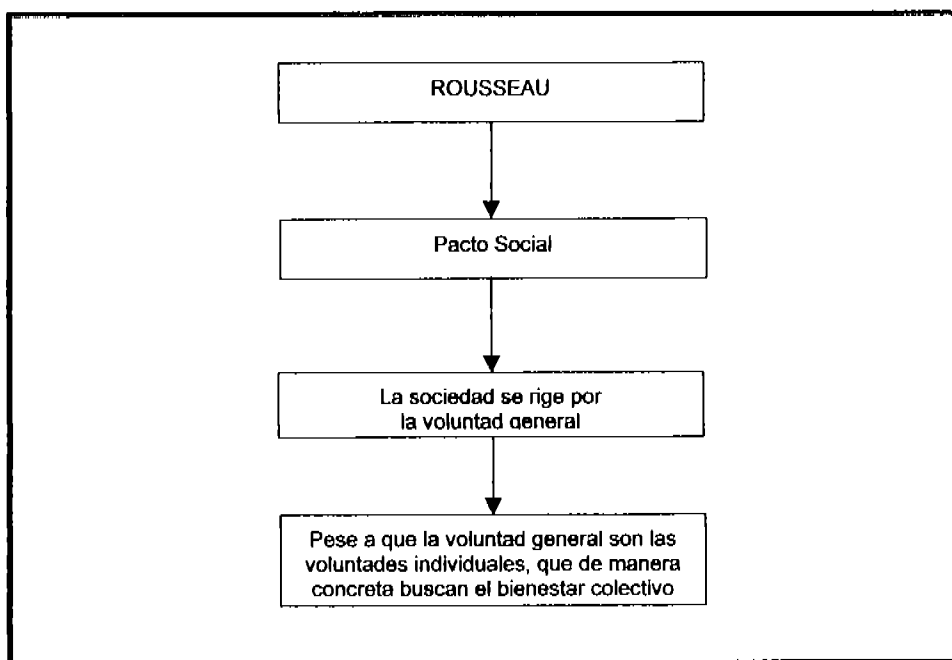 ROUSSEAU
Pacto Social
La sociedad se rige por
la voluntad general
Pese a que la voluntad general son las
voluntades individuales, que de manera
concreta buscan el bienestar colectivo